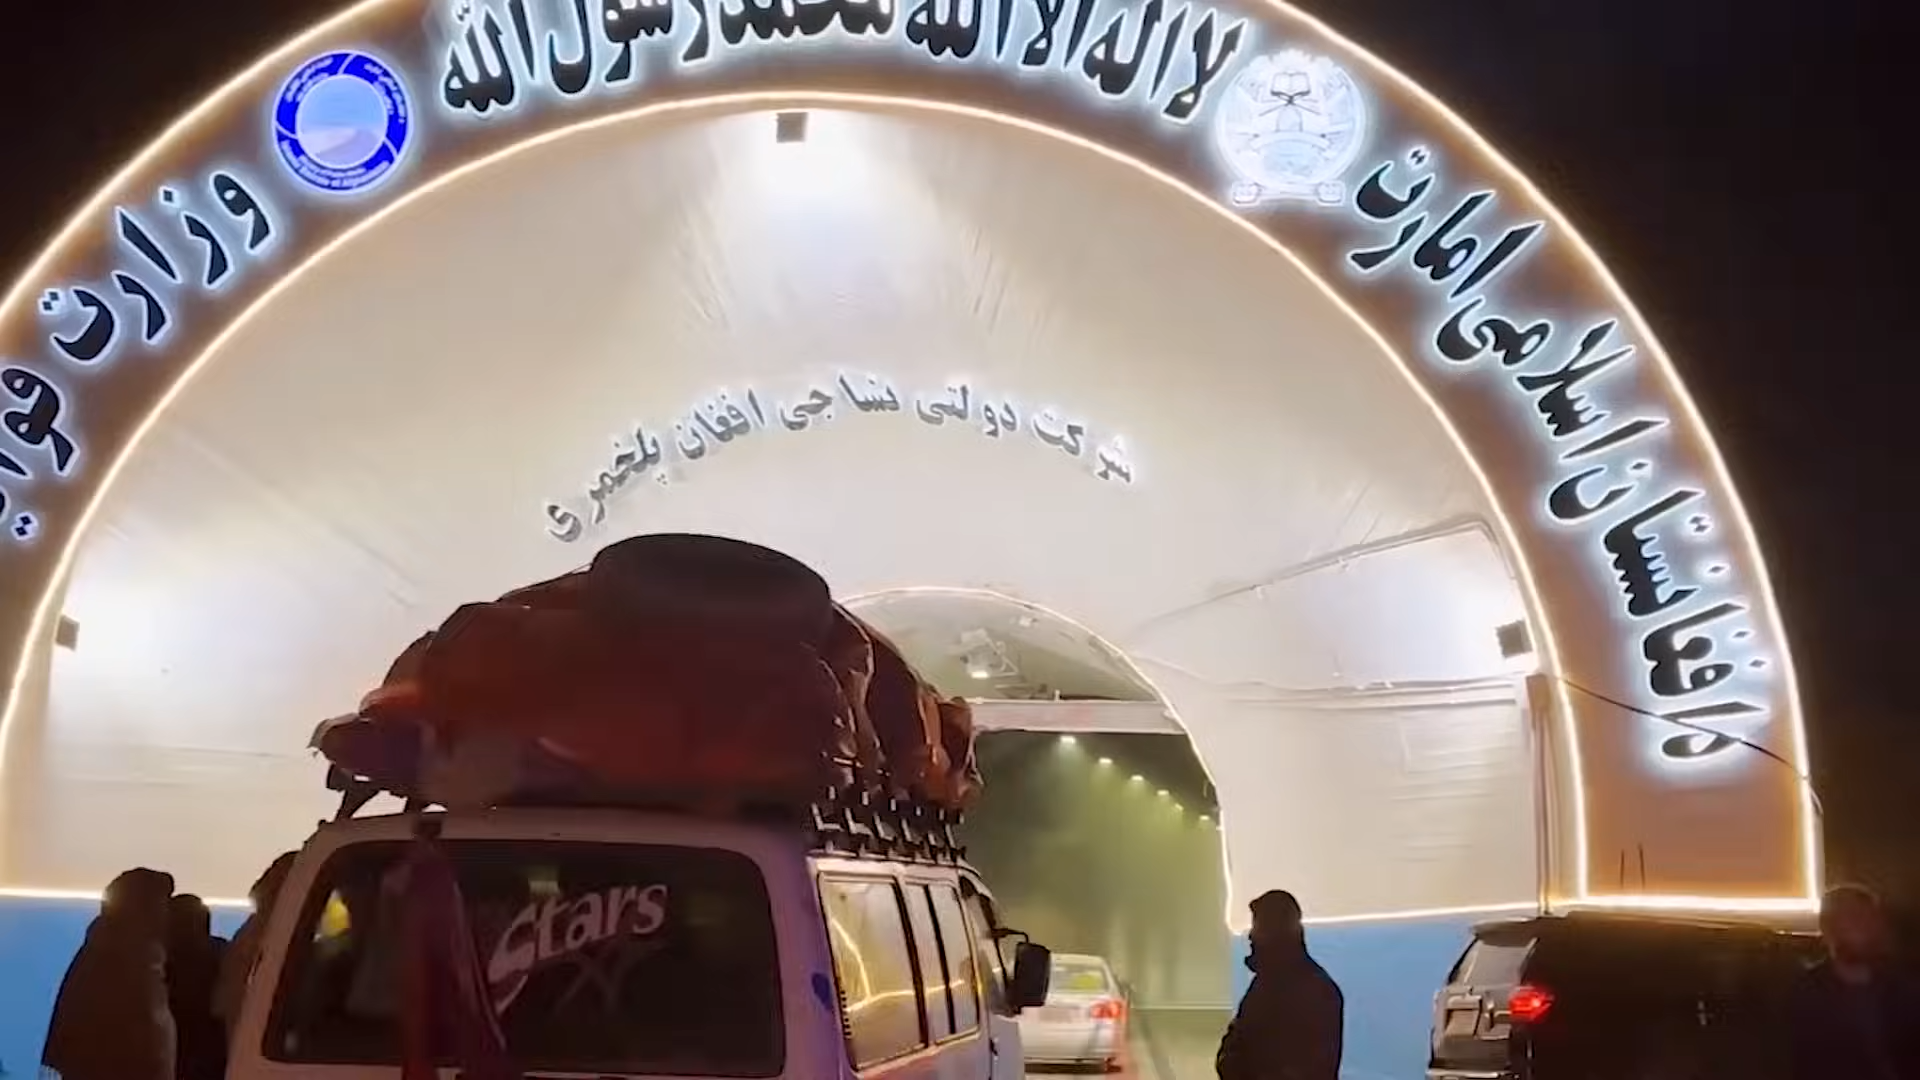 لا اله الا الله محمد رسول الله
د افغانستان اسلامی امارت
وزارت
شرکت دولتی نساجی افغان پلخمری
Stars